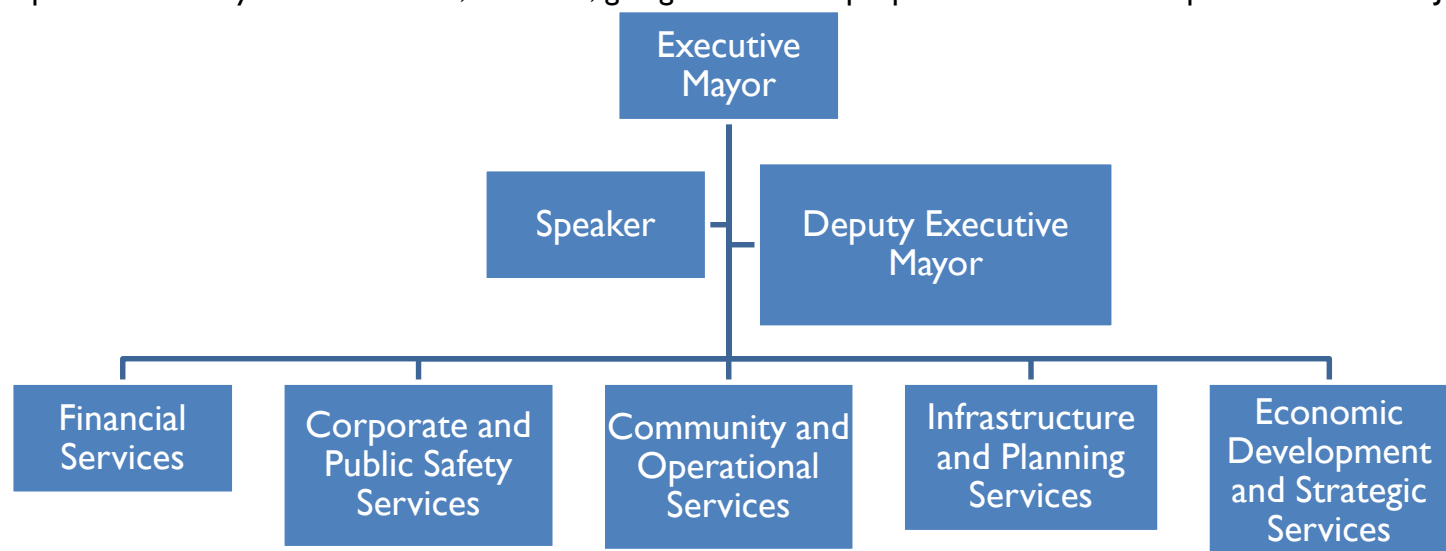 Executive
Mayor
Speaker
Deputy Executive
Mayor
Financial
Services
Corporate and
Public Safety
Services
Community and
Operational
Services
Infrastructure
and Planning
Services
Economic
Development
and Strategic
Services